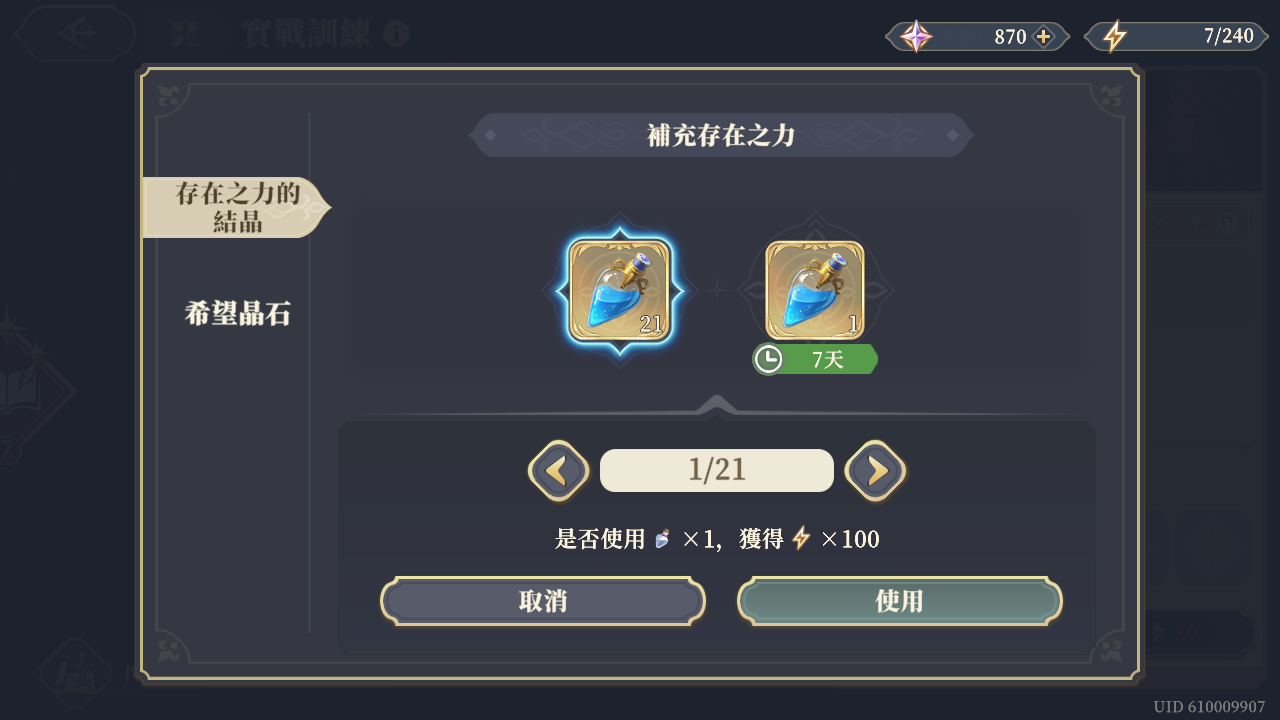 實戰訓練
870
7/240
補充存在之力
存在之力的
結晶
希望晶石
21
1
7天
1/21
是否使用 ×1, 獲得 ×100
取消
使用
20
UID 610009907